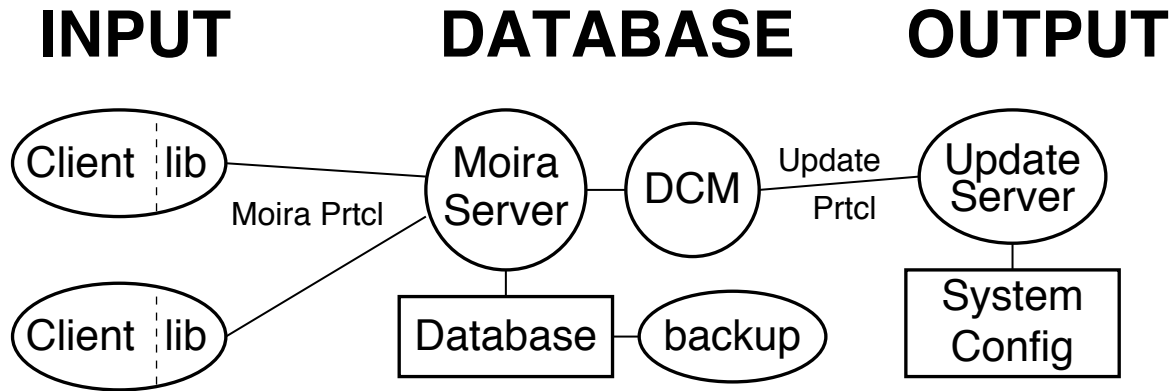 INPUT DATABASE OUTPUT
Client lib
Moira
Server
DCM
Update
Prtcl
Update
Server
Moira Prtcl
Client lib
Database
backup
System
Config